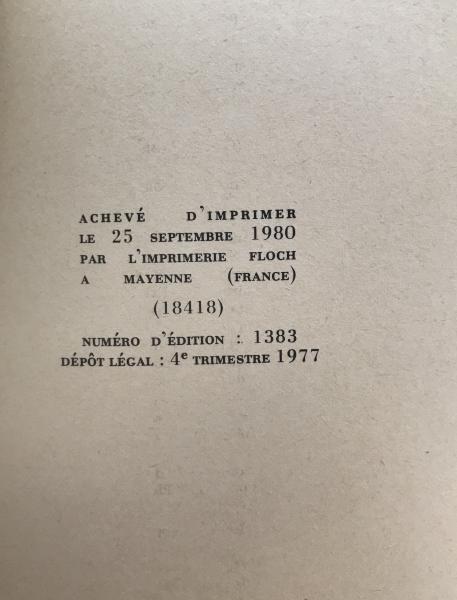 ACHEVÉ D'IMPRIMER
LE 25 SEPTEMBRE 1980
PAR L'IMPRIMERIE FLOCH
A MAYENNE (FRANCE)
(18418)
NUMÉRO D'ÉDITION : 1383
DÉPÔT LÉGAL : 4e TRIMESTRE 1977